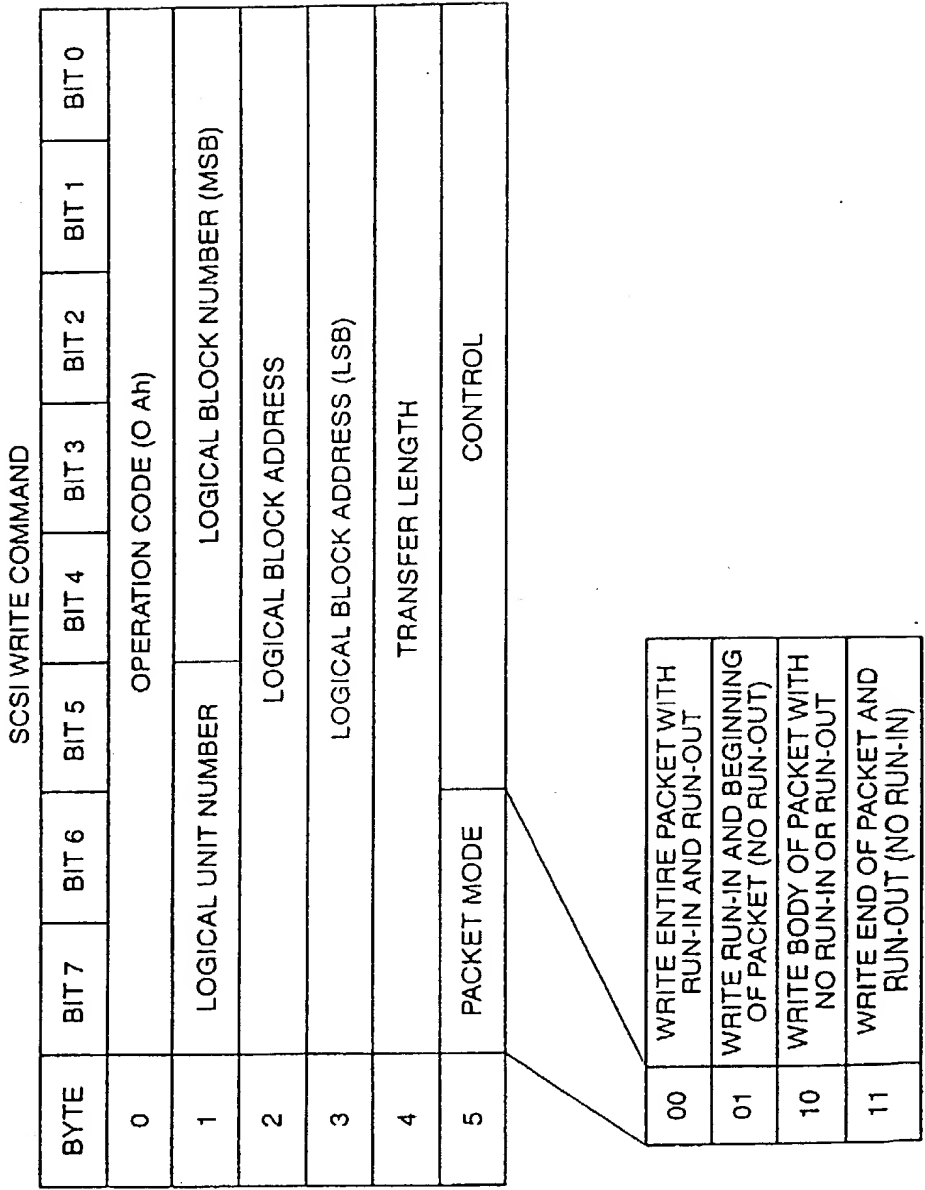 SCSI WRITE COMMAND
BYTE BIT 7 BIT 6 BIT 5 BIT 4 BIT 3 BIT 2 BIT 1 BIT 0
0 OPERATION CODE (O Ah)
1 LOGICAL UNIT NUMBER LOGICAL BLOCK NUMBER (MSB)
2 LOGICAL BLOCK ADDRESS
3 LOGICAL BLOCK ADDRESS (LSB)
4 TRANSFER LENGTH
5 PACKET MODE CONTROL
00 WRITE ENTIRE PACKET WITH
RUN-IN AND RUN-OUT
01 WRITE RUN-IN AND BEGINNING
OF PACKET (NO RUN-OUT)
10 WRITE BODY OF PACKET WITH
NO RUN-IN OR RUN-OUT
11 WRITE END OF PACKET AND
RUN-OUT (NO RUN-IN)